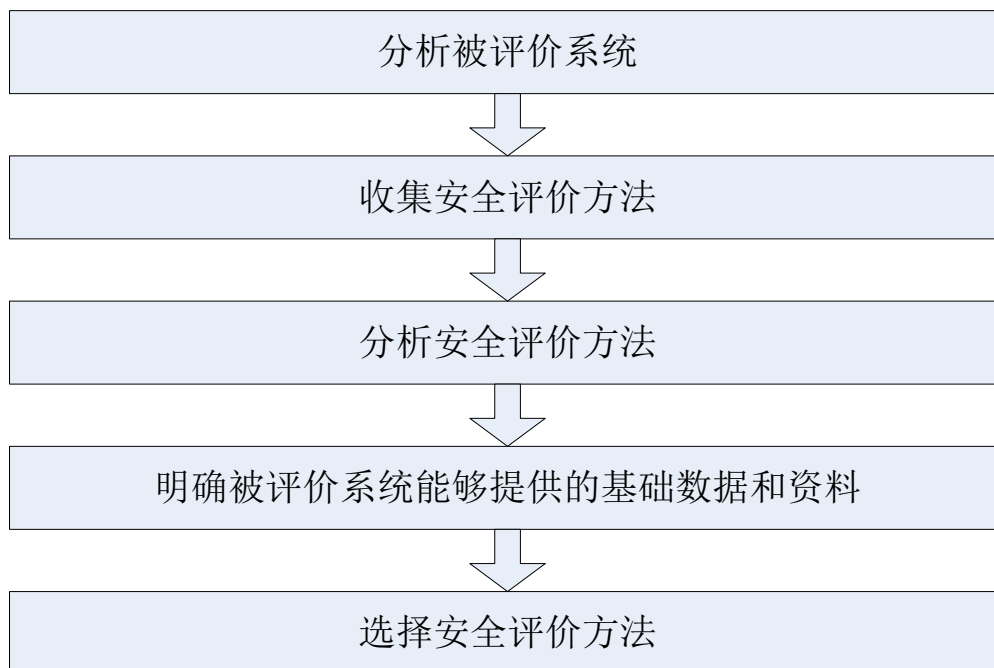 分析被评价系统
收集安全评价方法
分析安全评价方法
明确被评价系统能够提供的基础数据和资料
选择安全评价方法